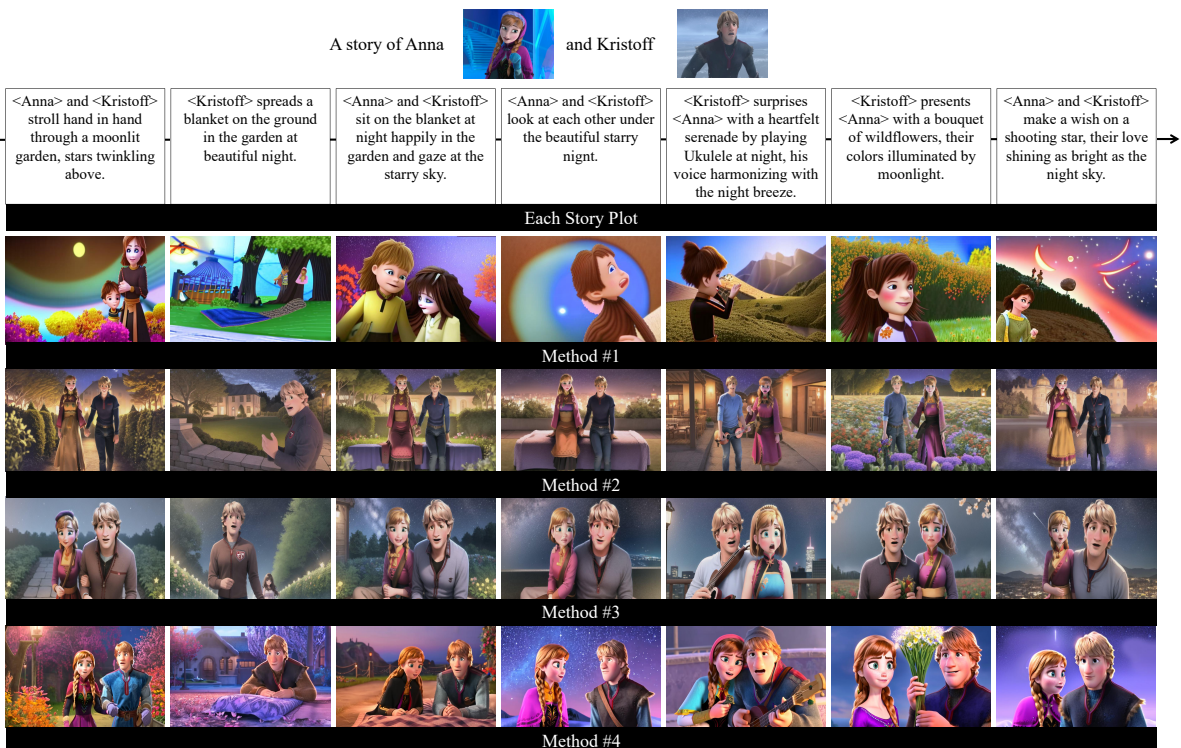 A story of Anna and Kristoff
<Anna> and <Kristoff>
stroll hand in hand
through a moonlit
garden, stars twinkling
above.
<Kristoff> spreads a
blanket on the ground
in the garden at
beautiful night.
<Anna> and <Kristoff>
sit on the blanket at
night happily in the
garden and gaze at the
starry sky.
<Anna> and <Kristoff>
look at each other under
the beautiful starry
nignt.
<Kristoff> surprises
<Anna> with a heartfelt
serenade by playing
Ukulele at night, his
voice harmonizing with
the night breeze.
<Kristoff> presents
<Anna> with a bouquet
of wildflowers, their
colors illuminated by
moonlight.
<Anna> and <Kristoff>
make a wish on a
shooting star, their love
shining as bright as the
night sky.
Each Story Plot
Method #1
Method #2
Method #3
Method #4